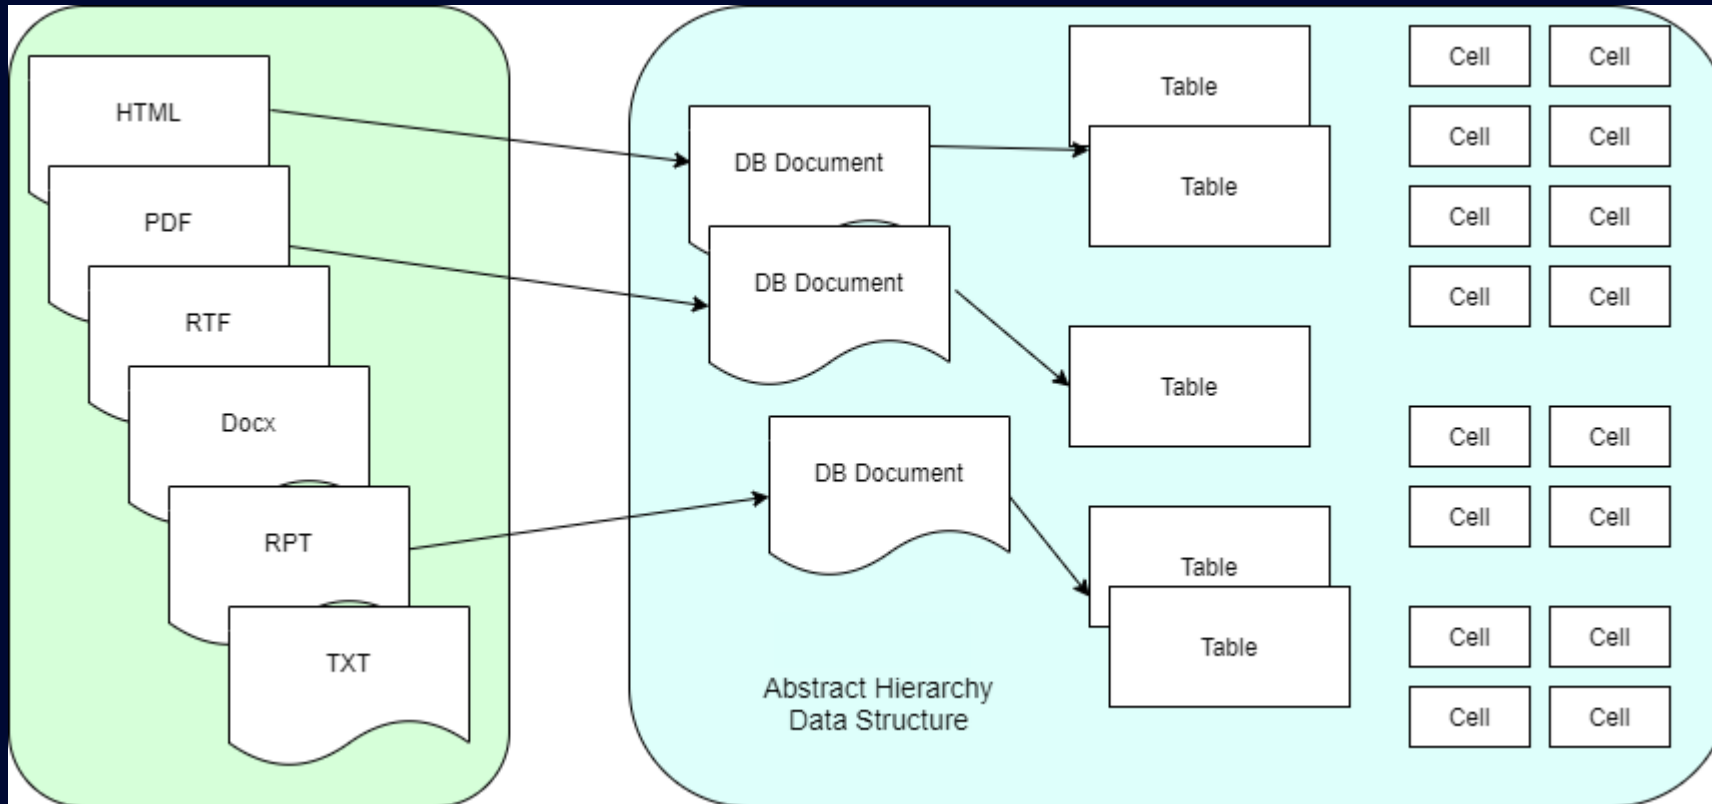 HTML
PDF
RTF
Docx
RPT
TXT
DB Document
DB Document
DB Document
Abstract Hierarchy
Data Structure
Table
Table
Table
Table
Table
Cell Cell
Cell Cell
Cell Cell
Cell Cell
Cell Cell
Cell Cell
Cell Cell
Cell Cell